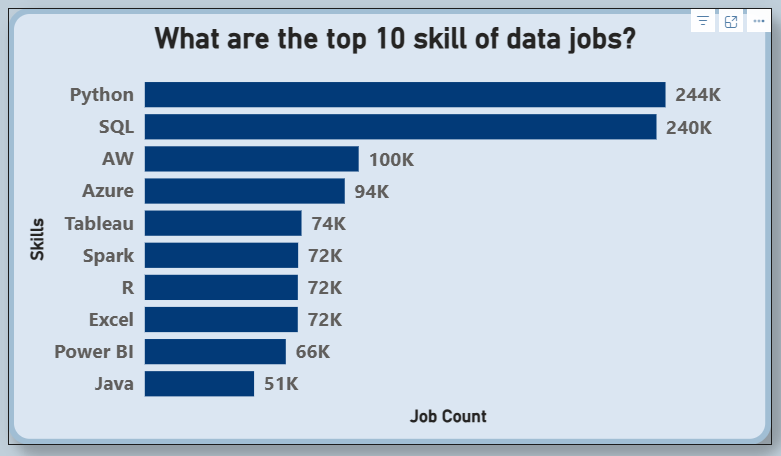 What are the top 10 skill of data jobs?
Skills
Python 244K
SQL 240K
AW 100K
Azure 94K
Tableau 74K
Spark 72K
R 72K
Excel 72K
Power BI 66K
Java 51K
Job Count